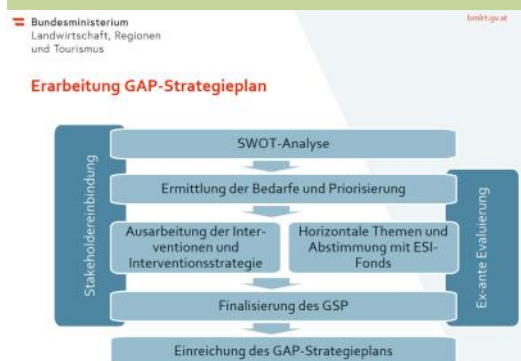 Bundesministerium
Landwirtschaft, Regionen
und Tourismus
bmlrt.gv.at
Erarbeitung GAP-Strategieplan
Stakeholdereinbindung
SWOT-Analyse
Ermittlung der Bedarfe und Priorisierung
Ausarbeitung der Inter-
ventionen und
Interventionsstrategie
Horizontale Themen und
Abstimmung mit ESI-
Fonds
Finalisierung des GSP
Einreichung des GAP-Strategieplans
Ex-ante Evaluierung